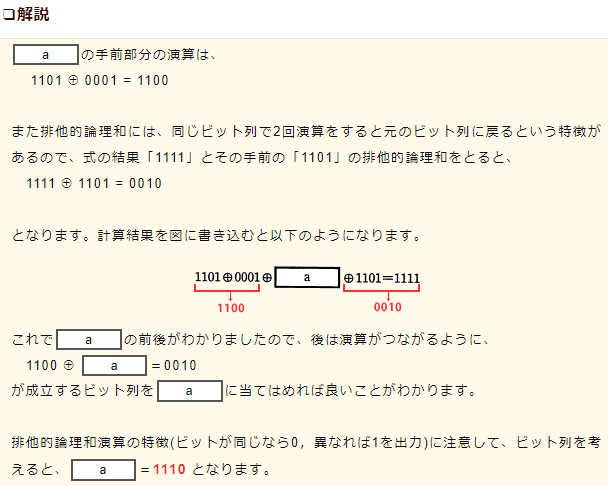 ❏解説
aの手前部分の演算は、
1101 ⊕ 0001 = 1100
また排他的論理和には、同じビット列で2回演算をすると元のビット列に戻るという特徴が
あるので、式の結果「1111」とその手前の「1101」の排他的論理和をとると、
1111 ⊕ 1101 = 0010
となります。計算結果を図に書き込むと以下のようになります。
1101⊕0001⊕ a ⊕1101＝1111
1100 0010
これで a の前後がわかりましたので、後は演算がつながるように、
1100 ⊕ a ＝0010
が成立するビット列を a に当てはめれば良いことがわかります。
排他的論理和演算の特徴(ビットが同じなら0，異なれば1を出力)に注意して、ビット列を考
えると、 a ＝1110 となります。